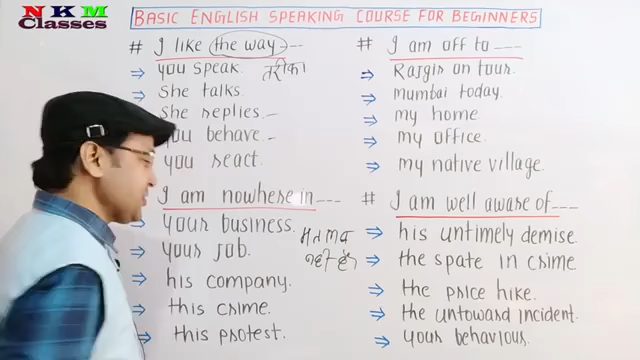 NKM
Classes
BASIC ENGLISH SPEAKING COURSE FOR BEGINNERS
# I like the way---
⇒ you speak. तरीका
⇒ She talks.
She replies.
you behave.
you react.
I am nowhere in ---
your business.
your job.
his company.
this crime.
this protest.
मतलब
नहीं है
# I am off to ---
⇒ Rajgir on tour.
⇒ mumbai today.
⇒ my home.
⇒ my office.
⇒ my native village.
# I am well aware of ---
⇒ his untimely demise.
⇒ the spate in crime.
⇒ the price hike.
⇒ the untoward incident.
⇒ your behaviour.